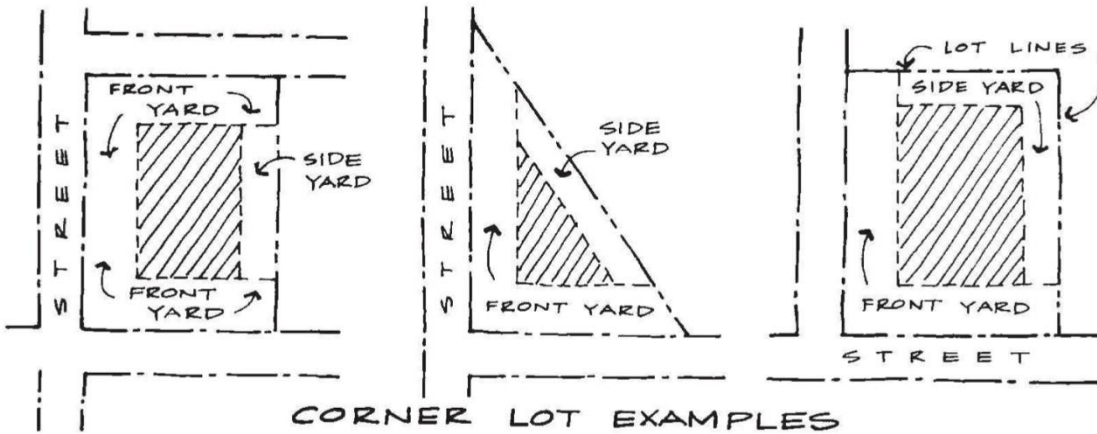 FRONT
YARD
STREET
SIDE
YARD
FRONT
YARD
STREET
SIDE
YARD
FRONT YARD
LOT LINES
SIDE YARD
FRONT YARD
STREET
CORNER LOT EXAMPLES